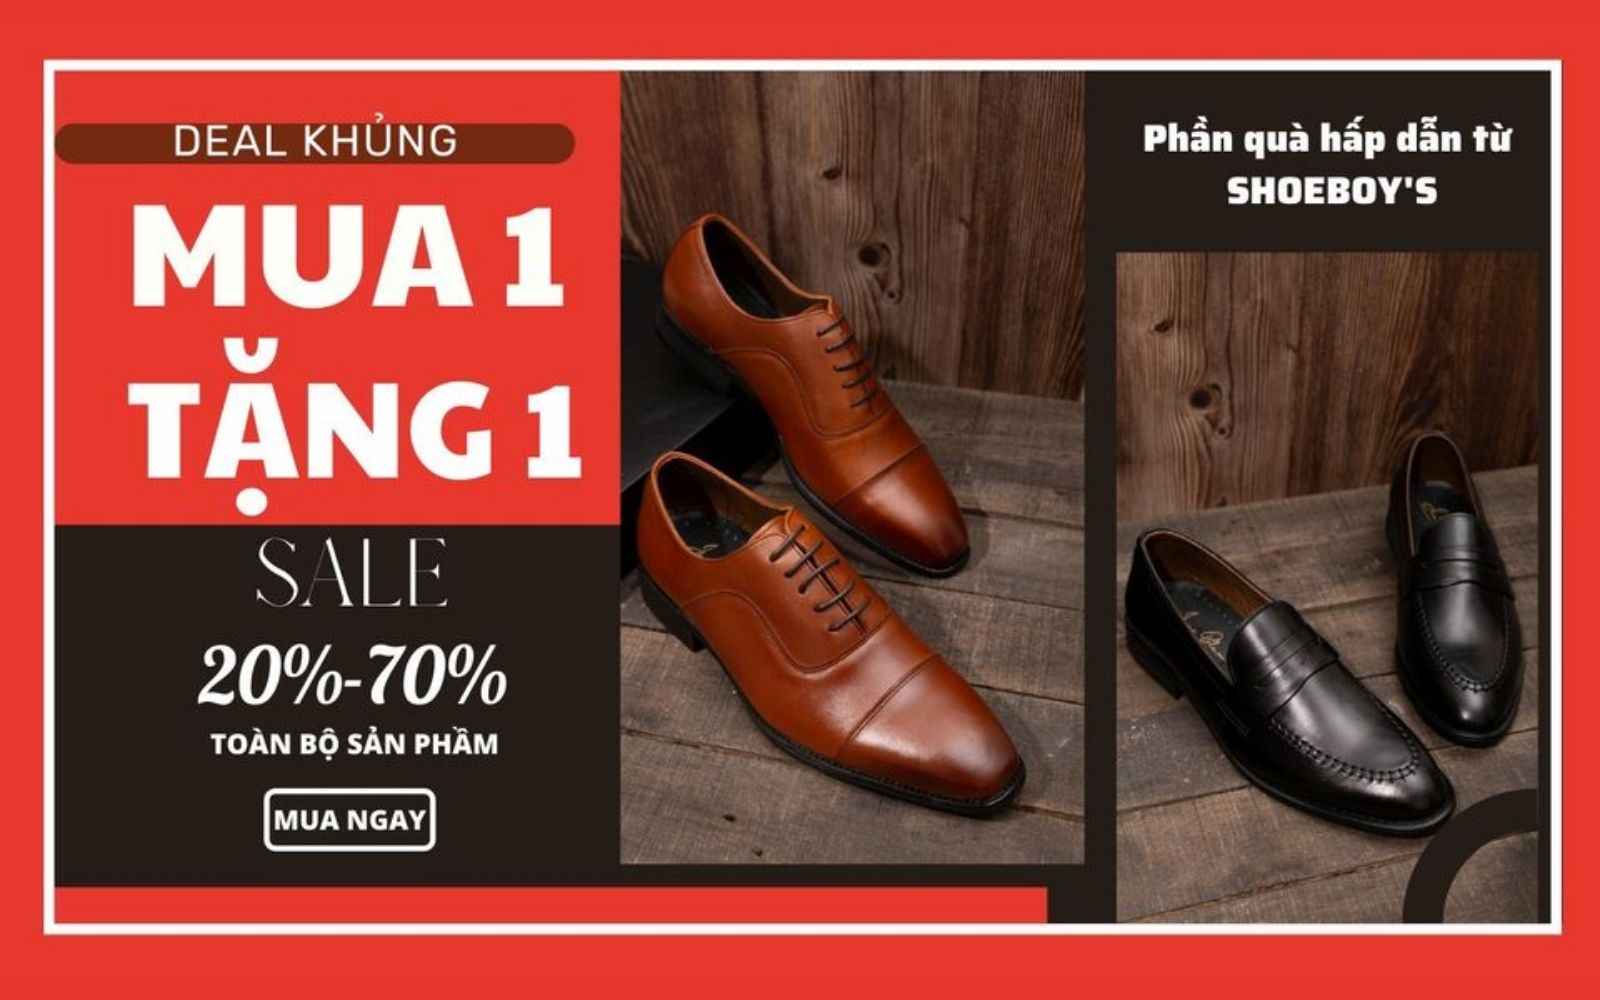 DEAL KHỦNG
MUA 1
TẶNG 1
SALE
20%-70%
TOÀN BỘ SẢN PHẦM
MUA NGAY
Phần quà hấp dẫn từ
SHOEBOY'S